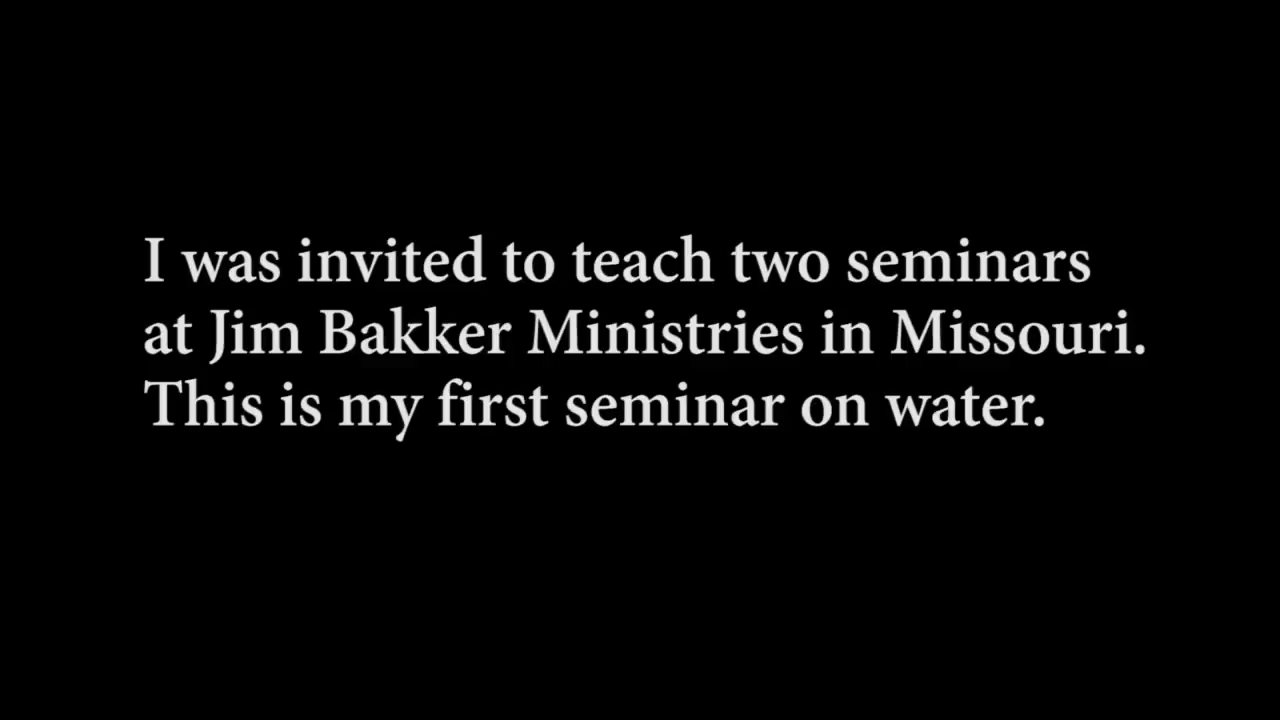 I was invited to teach two seminars
at Jim Bakker Ministries in Missouri.
This is my first seminar on water.